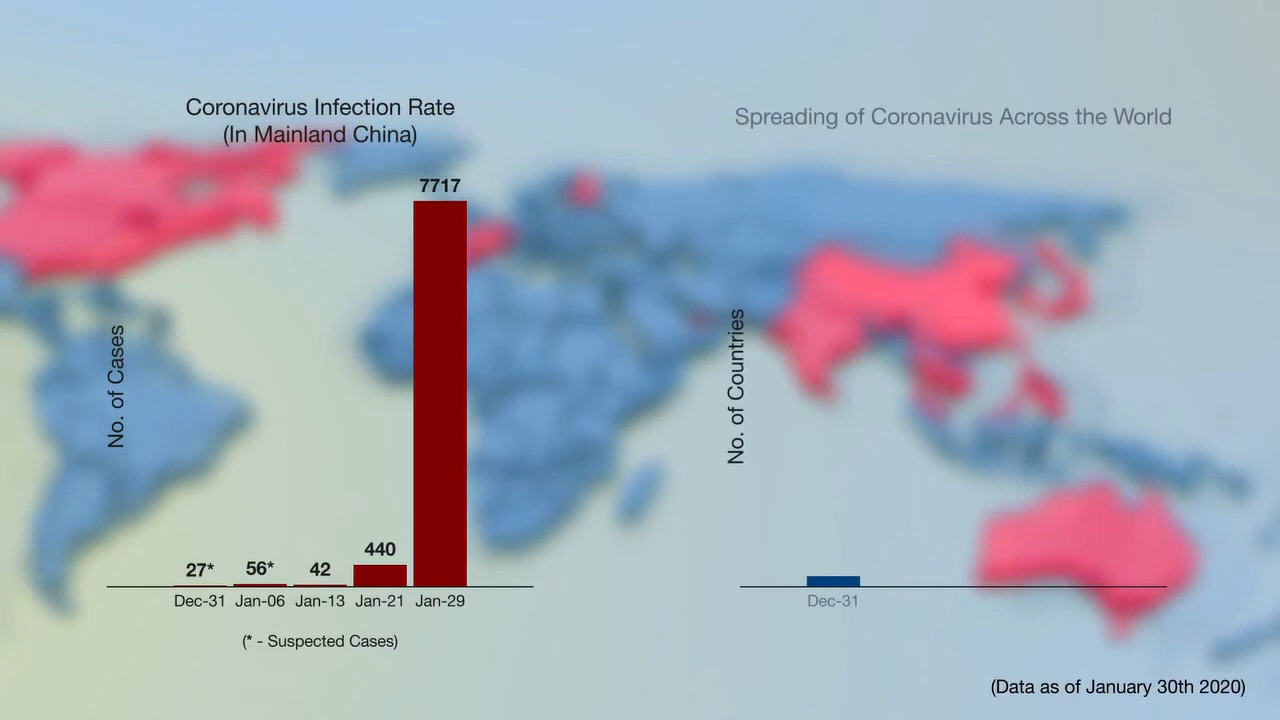 Coronavirus Infection Rate
(In Mainland China)
No. of Cases
27*
56*
42
440
7717
Dec-31 Jan-06 Jan-13 Jan-21 Jan-29
(* - Suspected Cases)
Spreading of Coronavirus Across the World
No. of Countries
Dec-31
(Data as of January 30th 2020)